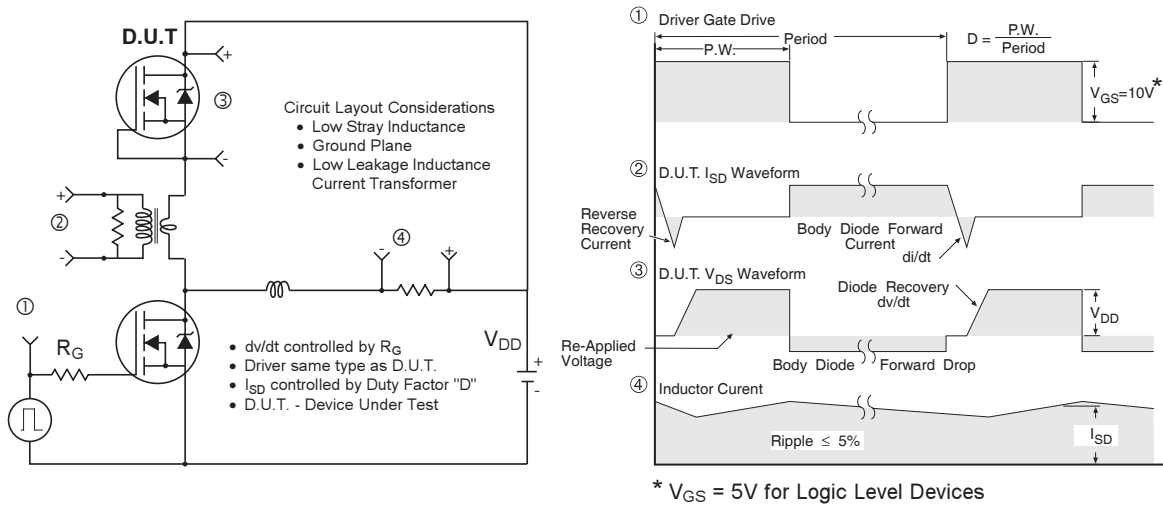 D.U.T
+
③
-
Circuit Layout Considerations
• Low Stray Inductance
• Ground Plane
• Low Leakage Inductance
Current Transformer
+
②
-
④
-
+
①
R_G
V_DD
+
-
• dv/dt controlled by R_G
• Driver same type as D.U.T.
• I_SD controlled by Duty Factor "D"
• D.U.T. - Device Under Test
① Driver Gate Drive
Period
P.W.
D = P.W.
Period
V_GS=10V*
② D.U.T. I_SD Waveform
Reverse
Recovery
Current
Body Diode Forward
Current
di/dt
③ D.U.T. V_DS Waveform
Diode Recovery
dv/dt
V_DD
Re-Applied
Voltage
Body Diode Forward Drop
④ Inductor Curent
Ripple ≤ 5%
I_SD
* V_GS = 5V for Logic Level Devices